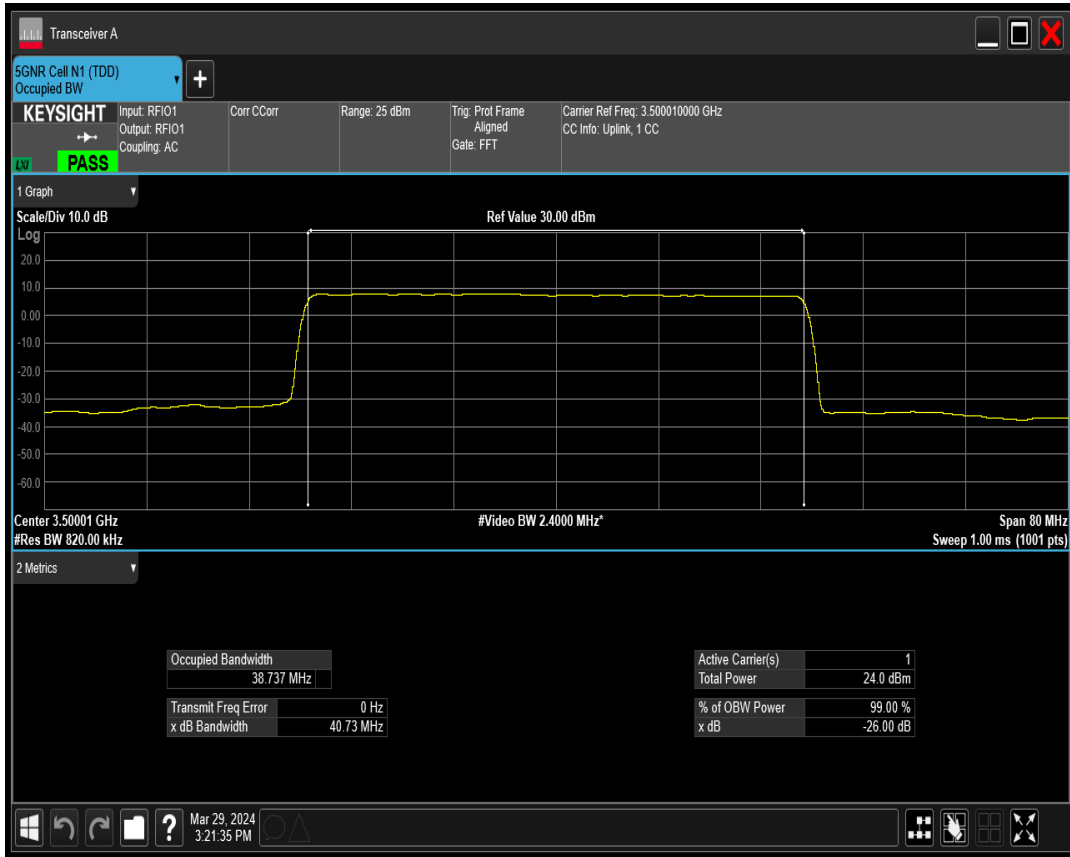 Transceiver A
5GNR Cell N1 (TDD)
Occupied BW
+
KEYSIGHT
LXI
PASS
Input: RFIO1
Output: RFIO1
Coupling: AC
Corr CCorr
Range: 25 dBm
Trig: Prot Frame
Aligned
Gate: FFT
Carrier Ref Freq: 3.500010000 GHz
CC Info: Uplink, 1 CC
1 Graph
Scale/Div 10.0 dB
Ref Value 30.00 dBm
Log
20.0
10.0
0.00
-10.0
-20.0
-30.0
-40.0
-50.0
-60.0
Center 3.50001 GHz
#Video BW 2.4000 MHz*
Span 80 MHz
#Res BW 820.00 kHz
Sweep 1.00 ms (1001 pts)
2 Metrics
Occupied Bandwidth
38.737 MHz
Transmit Freq Error 0 Hz
x dB Bandwidth 40.73 MHz
Active Carrier(s) 1
Total Power 24.0 dBm
% of OBW Power 99.00 %
x dB -26.00 dB
?
Mar 29, 2024
3:21:35 PM